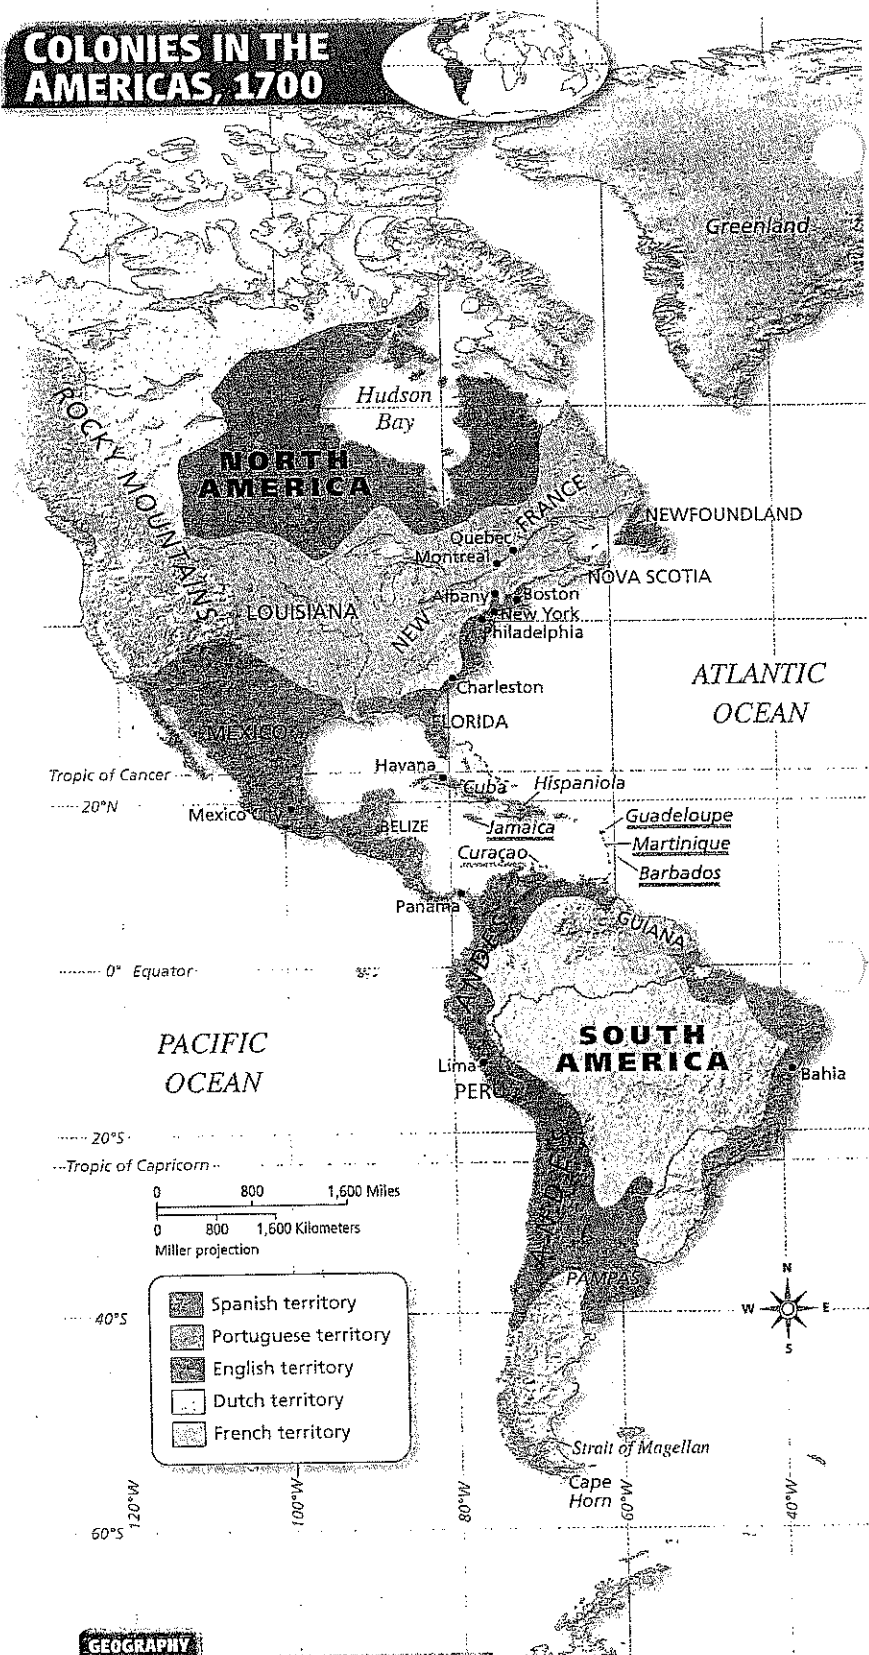 COLONIES IN THE
AMERICAS, 1700
Greenland
ROCKY MOUNTAINS
Hudson
Bay
NORTH
AMERICA
NEW FRANCE
NEWFOUNDLAND
Quebec
Montreal
NOVA SCOTIA
Albany
Boston
New York
Philadelphia
LOUISIANA
Charleston
ATLANTIC
OCEAN
MEXICO
FLORIDA
Havana
Tropic of Cancer
Cuba
Hispaniola
20°N
Mexico City
BELIZE
Jamaica
Guadeloupe
Martinique
Curaçao
Barbados
Panama
ANDES
GUIANA
0° Equator
PACIFIC
OCEAN
SOUTH
AMERICA
Lima
PERU
Bahia
20°S
Tropic of Capricorn
0 800 1,600 Miles
0 800 1,600 Kilometers
Miller projection
ANDES
PAMPAS
N
W E
S
Spanish territory
Portuguese territory
English territory
Dutch territory
French territory
40°S
Strait of Magellan
Cape
Horn
120°W
100°W
80°W
60°W
40°W
60°S
GEOGRAPHY